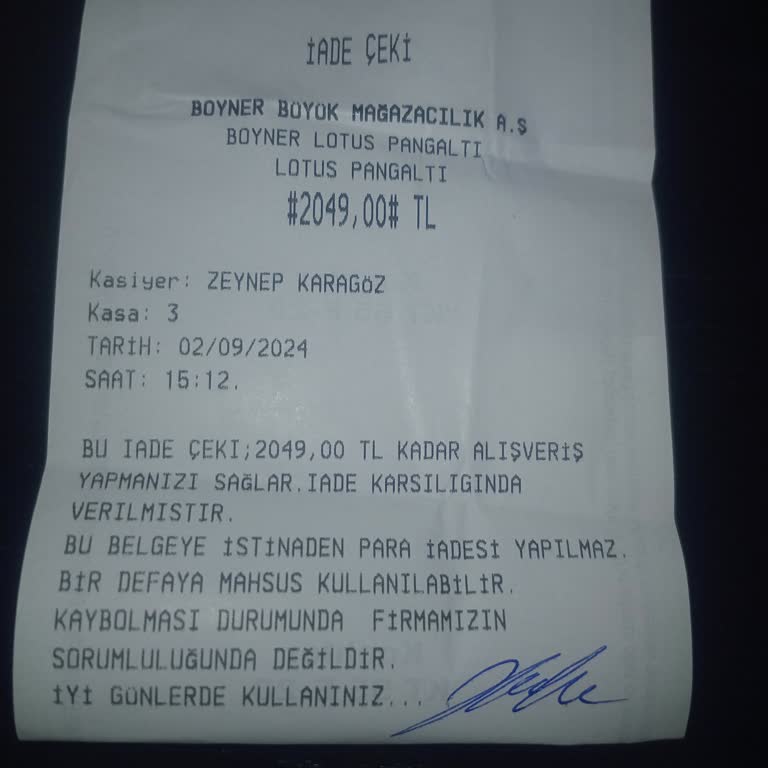 İADE ÇEKİ
BOYNER BÜYÜK MAĞAZACILIK A.Ş
BOYNER LOTUS PANGALTI
LOTUS PANGALTI
#2049,00# TL
Kasiyer: ZEYNEP KARAGÖZ
Kasa: 3
TARİH: 02/09/2024
SAAT: 15:12.
BU IADE ÇEKI;2049,00 TL KADAR ALIŞVERİŞ
YAPMANIZI SAĞLAR.IADE KARSILIGINDA
VERILMISTIR.
BU BELGEYE İSTİNADEN PARA İADESİ YAPILMAZ.
BİR DEFAYA MAHSUS KULLANILABİLİR.
KAYBOLMASI DURUMUNDA FİRMAMIZIN
SORUMLULUĞUNDA DEĞİLDİR.
İYİ GÜNLERDE KULLANINIZ...